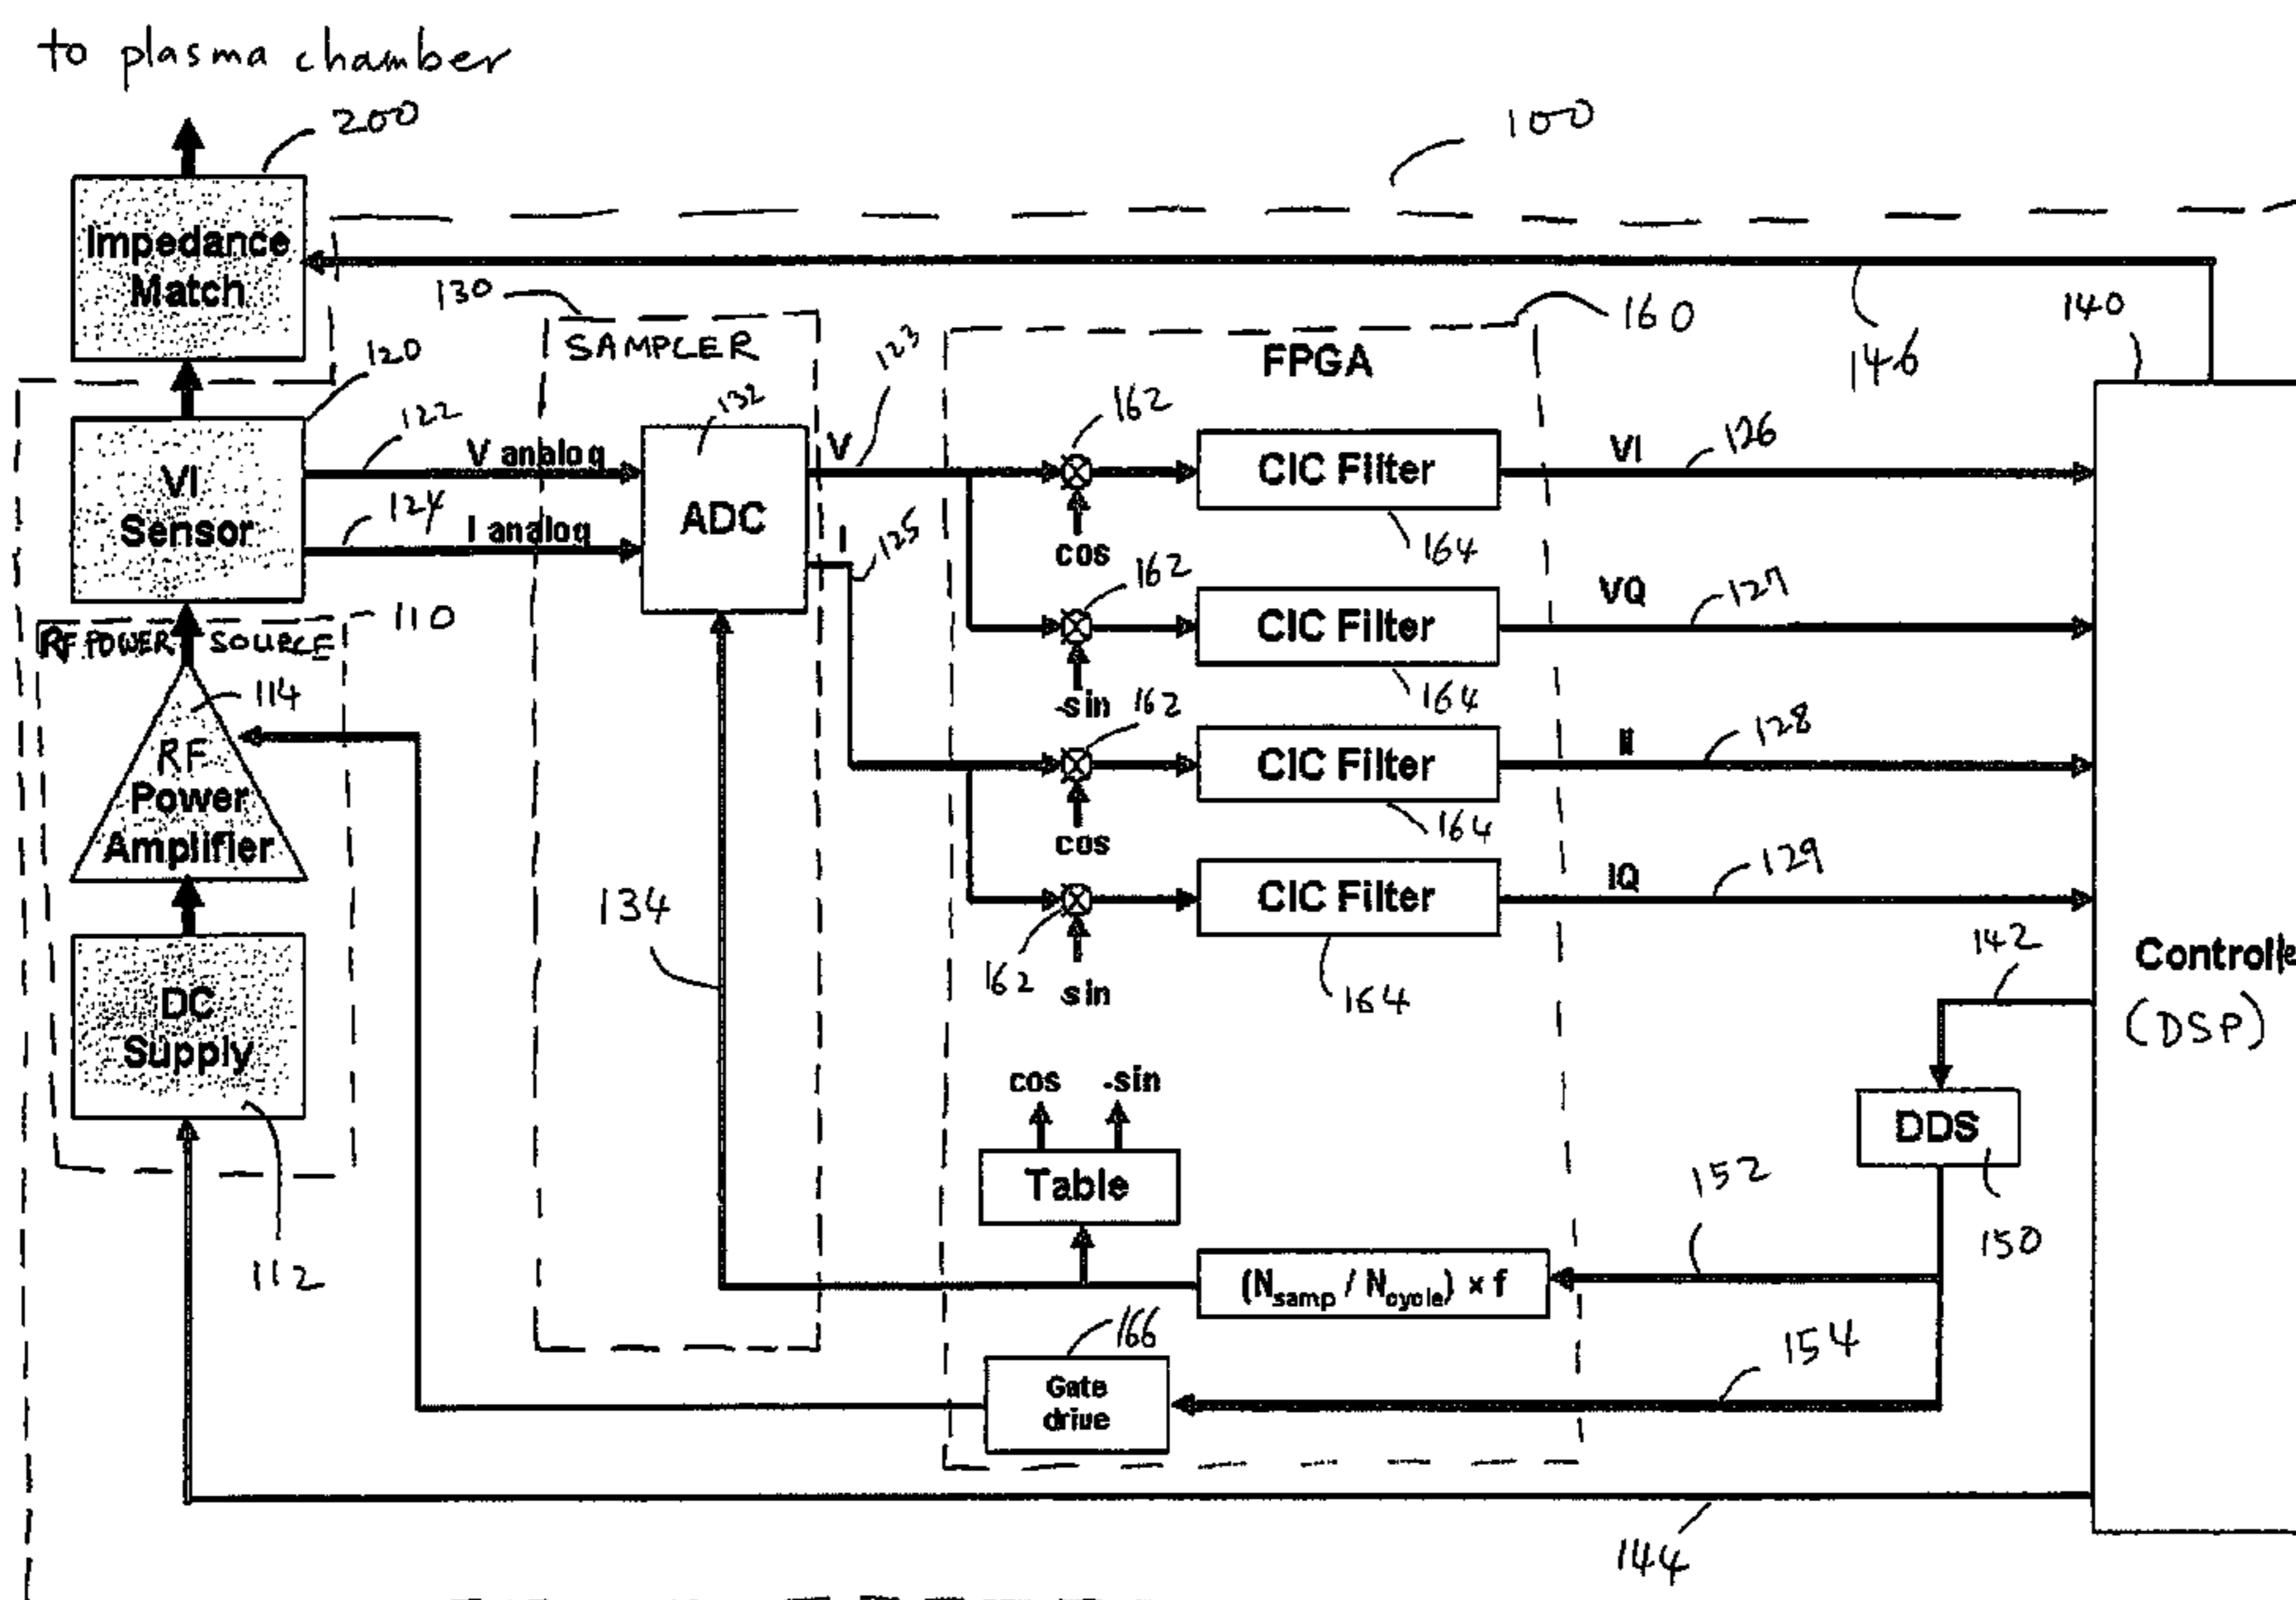 to plasma chamber
200
100
Impedance
Match
130
SAMPLER
160
FPGA
140
146
120
122
V analog
124
I analog
VI
Sensor
132
ADC
V
123
I
125
162
CIC Filter
164
cos
VI
126
162
CIC Filter
164
-sin
VQ
127
162
CIC Filter
164
cos
II
128
162
CIC Filter
164
sin
IQ
129
110
RF POWER SOURCE
114
RF
Power
Amplifier
134
DC
Supply
112
142
Controlle
(DSP)
DDS
150
cos -sin
Table
152
(Nsamp / Ncycle) × f
166
Gate
drive
154
144